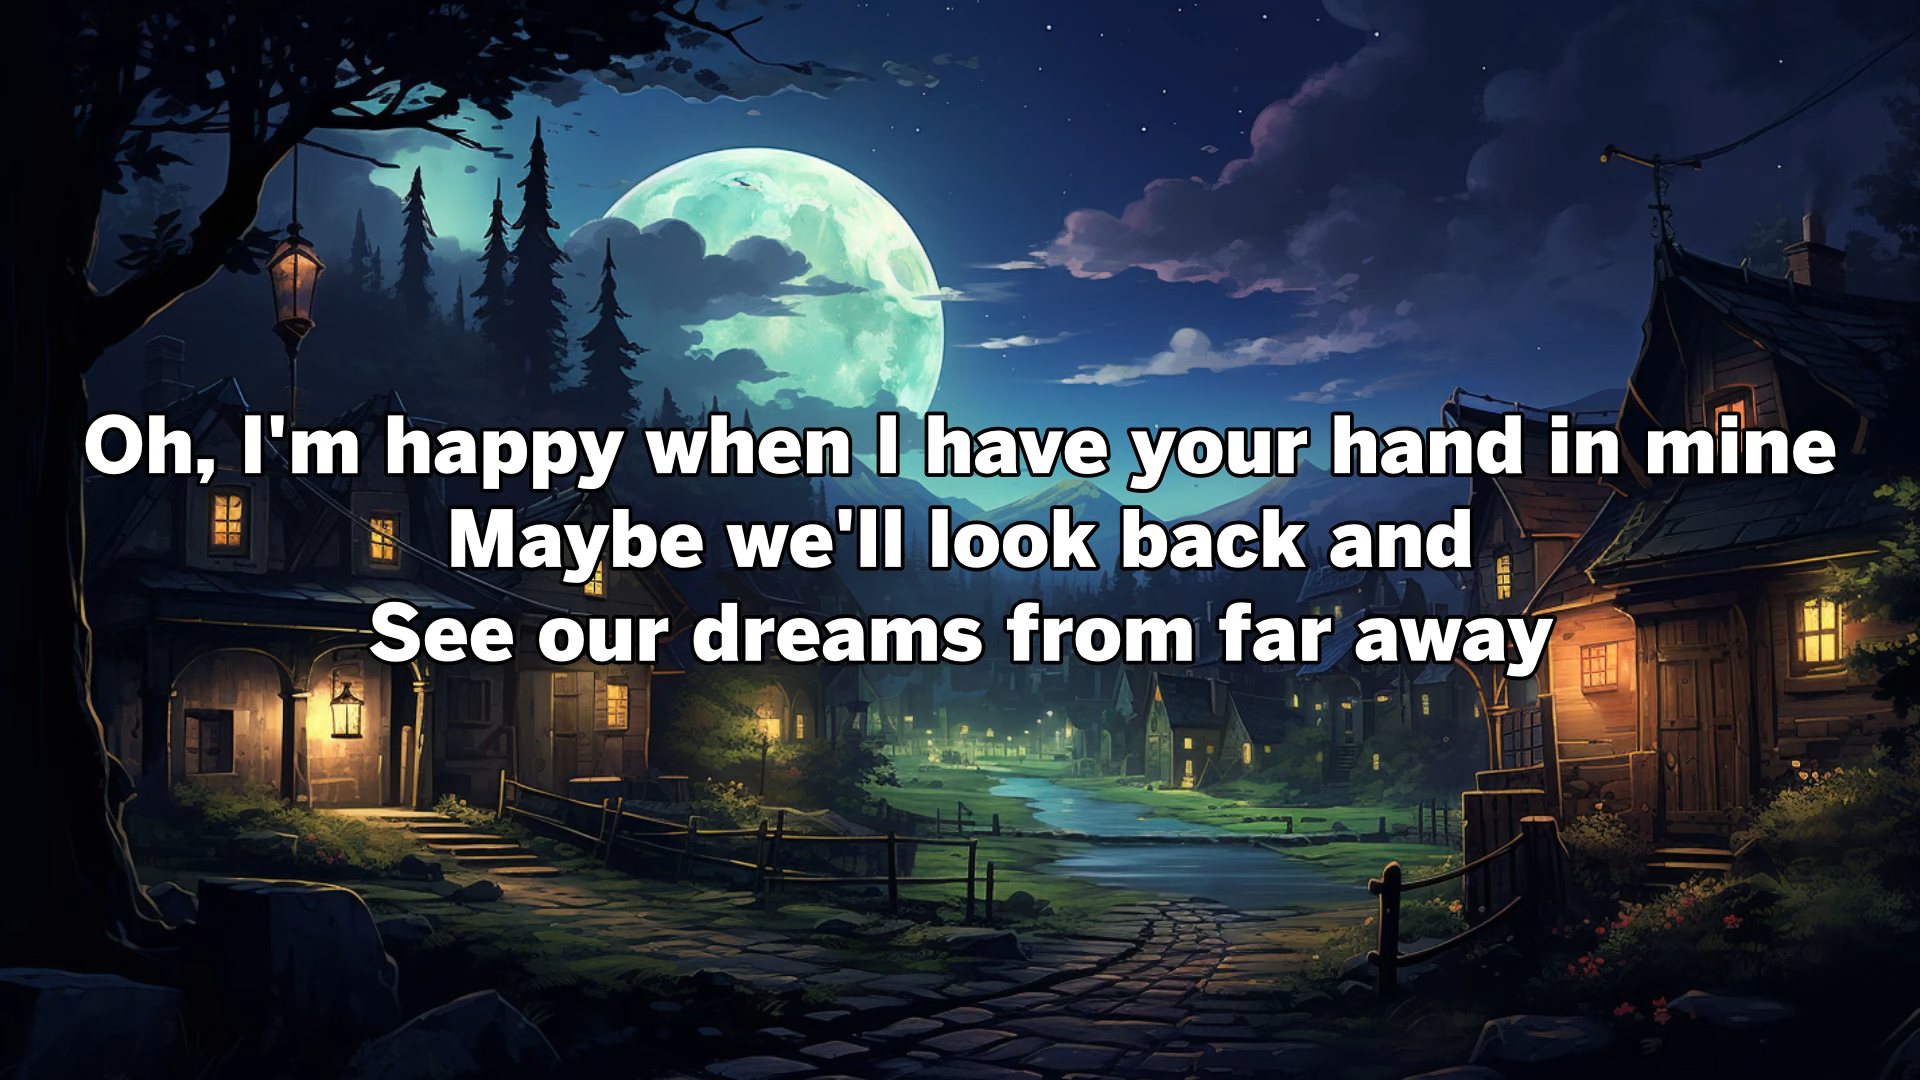 Oh, I'm happy when I have your hand in mine
Maybe we'll look back and
See our dreams from far away